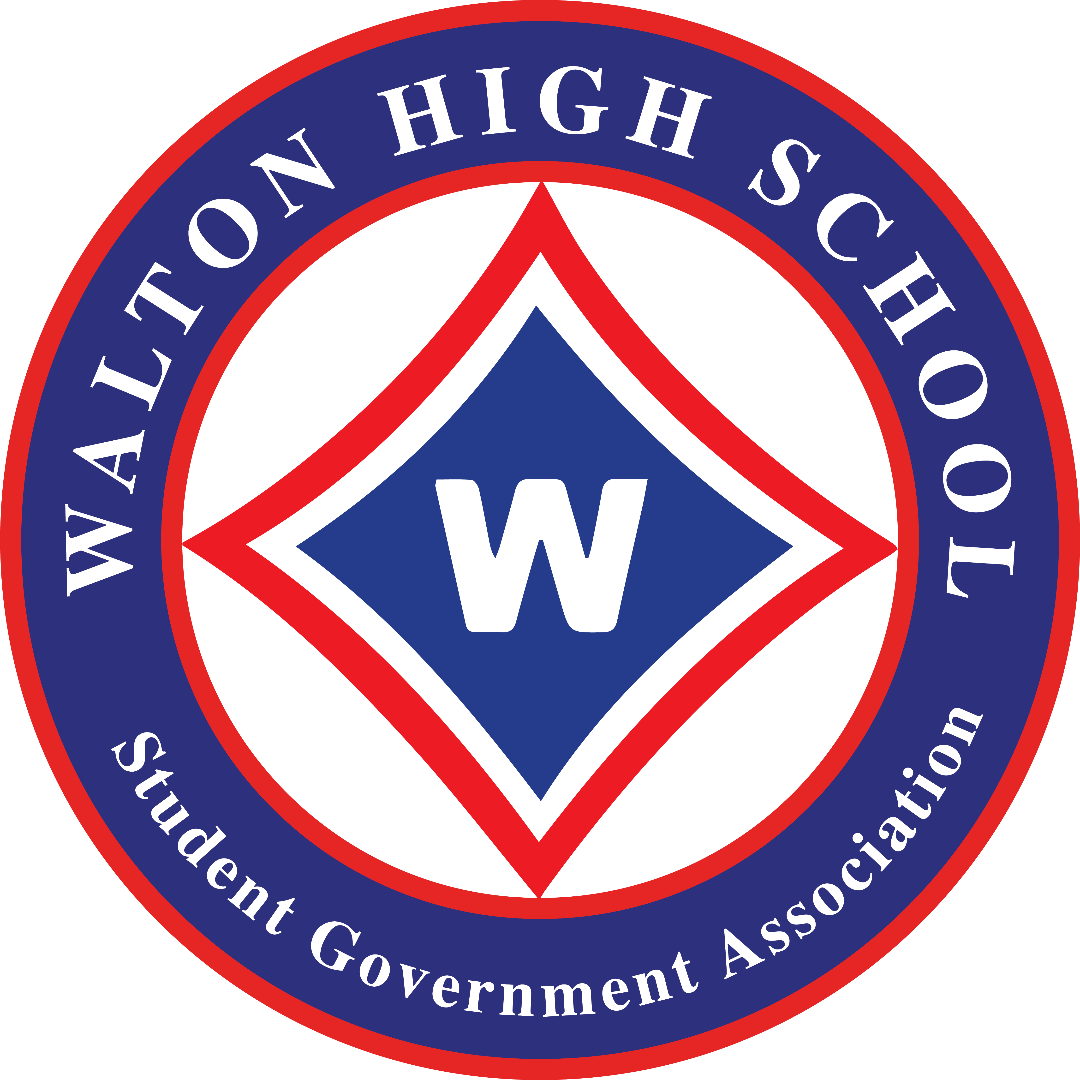 WALTON HIGH SCHOOL
W
Student Government Association